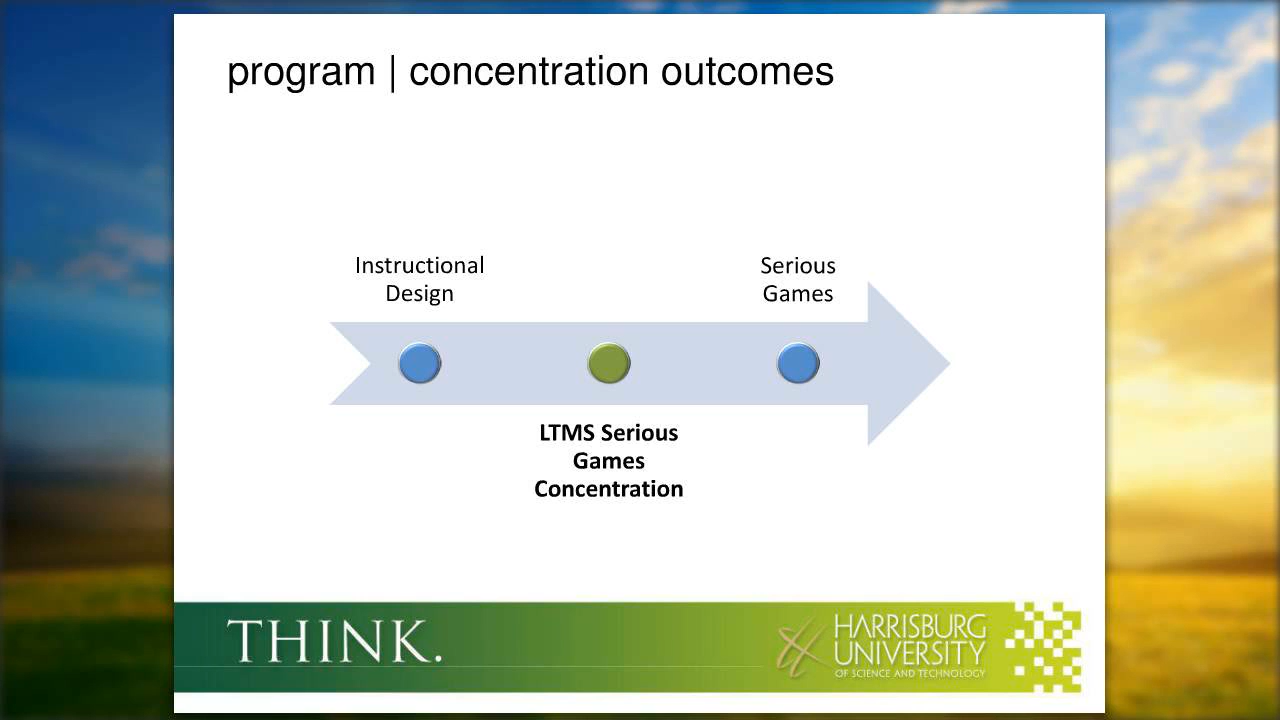 program | concentration outcomes
Instructional
Design
Serious
Games
LTMS Serious
Games
Concentration
THINK.
HARRISBURG
UNIVERSITY
OF SCIENCE AND TECHNOLOGY